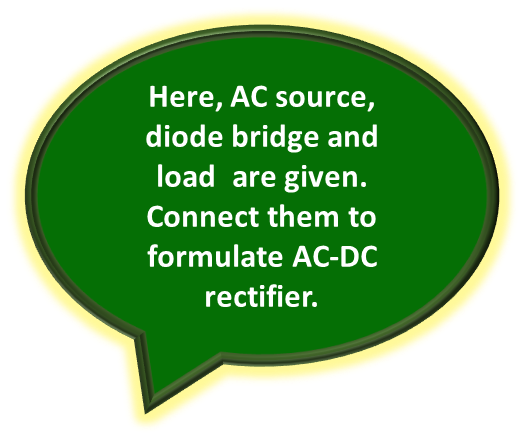 Here, AC source,
diode bridge and
load  are given.
Connect them to
formulate AC-DC
rectifier.